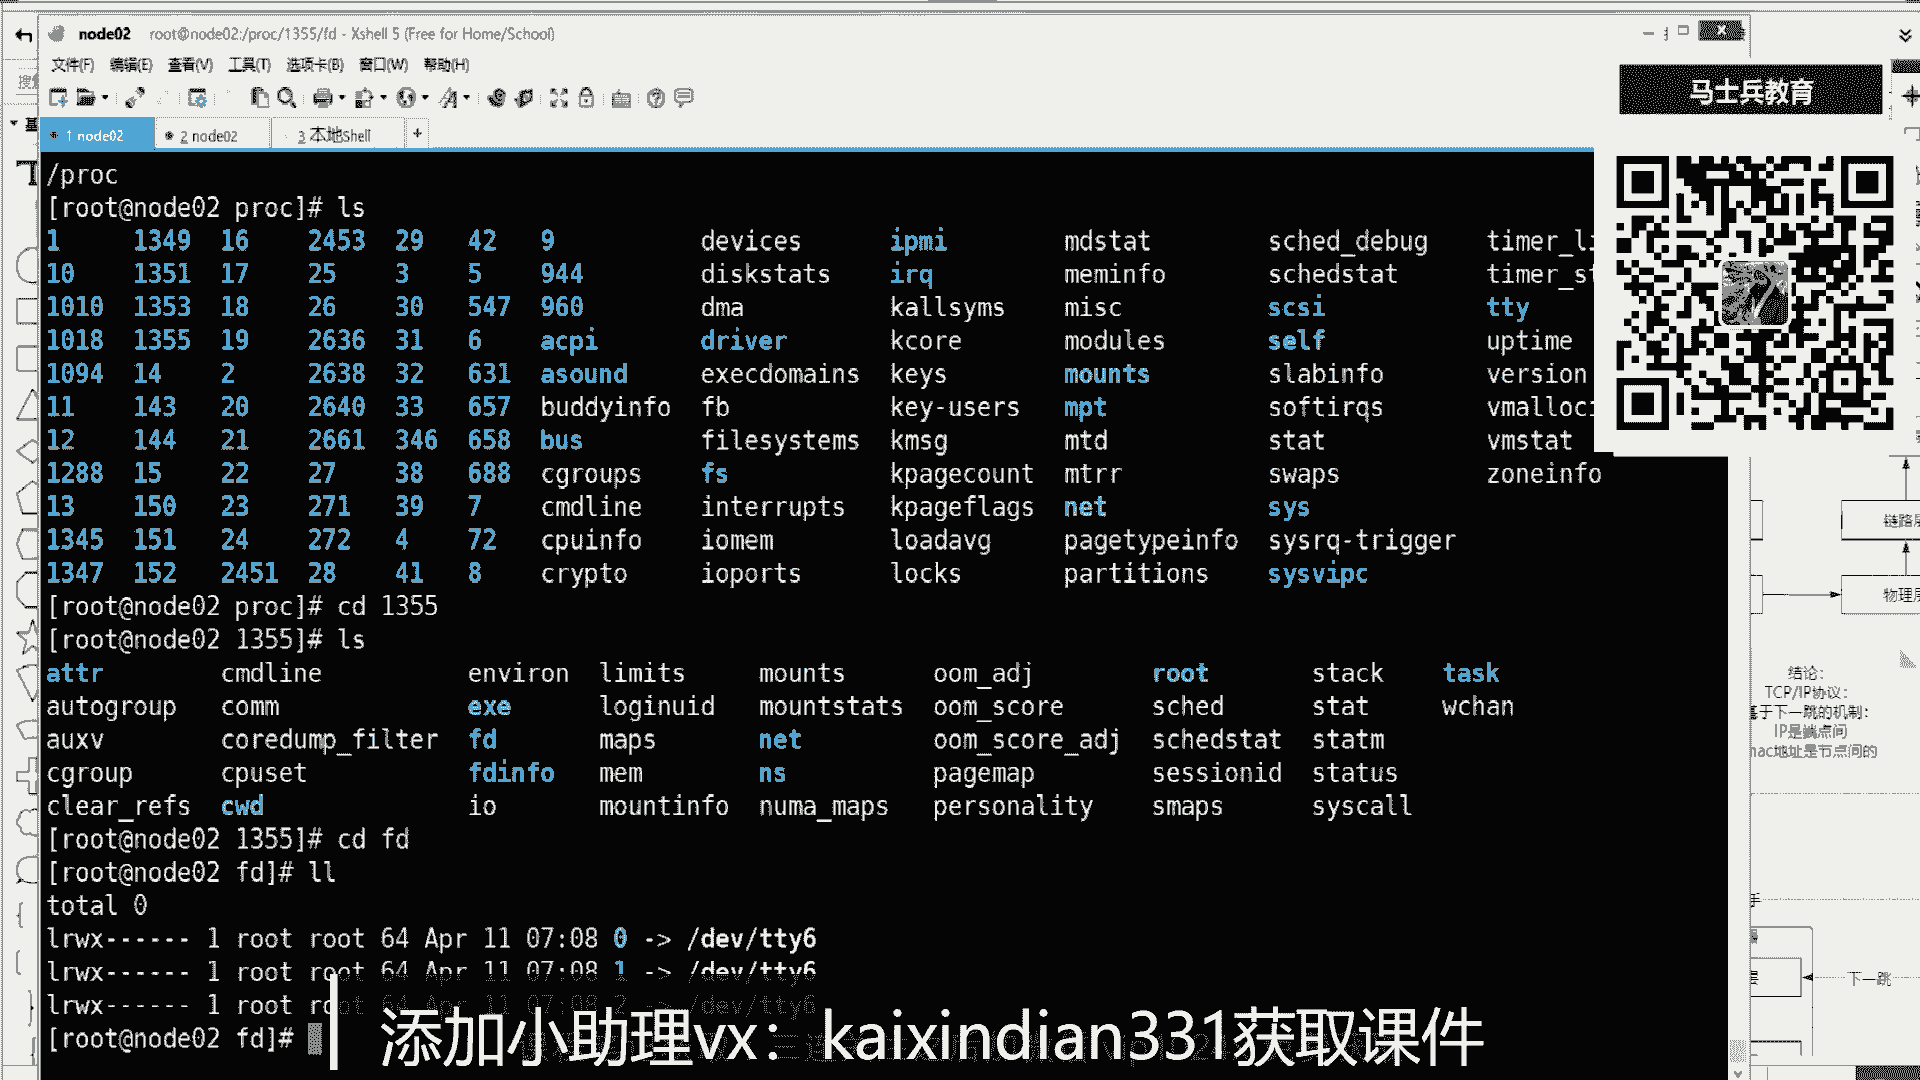 node02 root@node02:/proc/1355/fd - Xshell 5 (Free for Home/School)
文件(F) 编辑(E) 查看(V) 工具(T) 选项卡(B) 窗口(W) 帮助(H)
马士兵教育
1 node02 2 node02 3 本地Shell +
/proc
[root@node02 proc]# ls
1 1349 16 2453 29 42 9 devices ipmi mdstat sched_debug timer_li
10 1351 17 25 3 5 944 diskstats irq meminfo schedstat timer_st
1010 1353 18 26 30 547 960 dma kallsyms misc scsi tty
1018 1355 19 2636 31 6 acpi driver kcore modules self uptime
1094 14 2 2638 32 631 asound execdomains keys mounts slabinfo version
11 143 20 2640 33 657 buddyinfo fb key-users mpt softirqs vmalloci
12 144 21 2661 346 658 bus filesystems kmsg mtd stat vmstat
1288 15 22 27 38 688 cgroups fs kpagecount mtrr swaps zoneinfo
13 150 23 271 39 7 cmdline interrupts kpageflags net sys
1345 151 24 272 4 72 cpuinfo iomem loadavg pagetypeinfo sysrq-trigger
1347 152 2451 28 41 8 crypto ioports locks partitions sysvipc
[root@node02 proc]# cd 1355
[root@node02 1355]# ls
attr cmdline environ limits mounts oom_adj root stack task
autogroup comm exe loginuid mountstats oom_score sched stat wchan
auxv coredump_filter fd maps net oom_score_adj schedstat statm
cgroup cpuset fdinfo mem ns pagemap sessionid status
clear_refs cwd io mountinfo numa_maps personality smaps syscall
[root@node02 1355]# cd fd
[root@node02 fd]# ll
total 0
lrwx------ 1 root root 64 Apr 11 07:08 0 -> /dev/tty6
lrwx------ 1 root root 64 Apr 11 07:08 1 -> /dev/tty6
lrwx------ 1 root root 64 Apr 11 07:08 2 -> /dev/tty6
[root@node02 fd]#
添加小助理vx：kaixindian331获取课件
链路层
物理层
结论：
TCP/IP协议：
基于下一跳的机制：
IP是端点间
mac地址是节点间的
下一跳